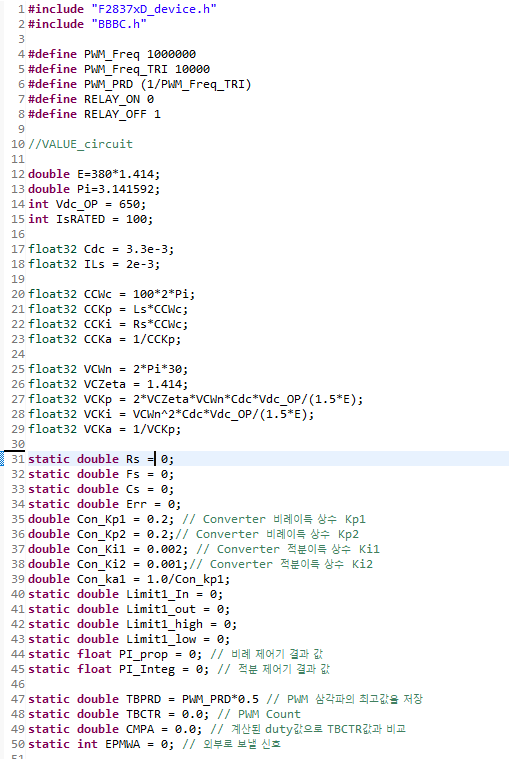 1 #include "F2837xD_device.h"
2 #include "BBBC.h"
3
4 #define PWM_Freq 1000000
5 #define PWM_Freq_TRI 10000
6 #define PWM_PRD (1/PWM_Freq_TRI)
7 #define RELAY_ON 0
8 #define RELAY_OFF 1
9
10 //VALUE_circuit
11
12 double E=380*1.414;
13 double Pi=3.141592;
14 int Vdc_OP = 650;
15 int IsRATED = 100;
16
17 float32 Cdc = 3.3e-3;
18 float32 ILs = 2e-3;
19
20 float32 CCWc = 100*2*Pi;
21 float32 CCKp = Ls*CCWc;
22 float32 CCKi = Rs*CCWc;
23 float32 CCKa = 1/CCKp;
24
25 float32 VCWn = 2*Pi*30;
26 float32 VCZeta = 1.414;
27 float32 VCKp = 2*VCZeta*VCWn*Cdc*Vdc_OP/(1.5*E);
28 float32 VCKi = VCWn^2*Cdc*Vdc_OP/(1.5*E);
29 float32 VCKa = 1/VCKp;
30
31 static double Rs = 0;
32 static double Fs = 0;
33 static double Cs = 0;
34 static double Err = 0;
35 double Con_Kp1 = 0.2; // Converter 비례이득 상수 Kp1
36 double Con_Kp2 = 0.2;// Converter 비례이득 상수 Kp2
37 double Con_Ki1 = 0.002; // Converter 적분이득 상수 Ki1
38 double Con_Ki2 = 0.001;// Converter 적분이득 상수 Ki2
39 double Con_ka1 = 1.0/Con_kp1;
40 static double Limit1_In = 0;
41 static double Limit1_out = 0;
42 static double Limit1_high = 0;
43 static double Limit1_low = 0;
44 static float PI_prop = 0; // 비례 제어기 결과 값
45 static float PI_Integ = 0; // 적분 제어기 결과 값
46
47 static double TBPRD = PWM_PRD*0.5 // PWM 삼각파의 최고값을 저장
48 static double TBCTR = 0.0; // PWM Count
49 static double CMPA = 0.0; // 계산된 duty값으로 TBCTR값과 비교
50 static int EPMWA = 0; // 외부로 보낼 신호
51